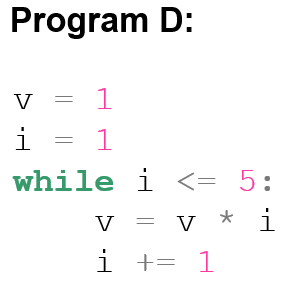 Program D:
v = 1
i = 1
while i <= 5:
    v = v * i
    i += 1